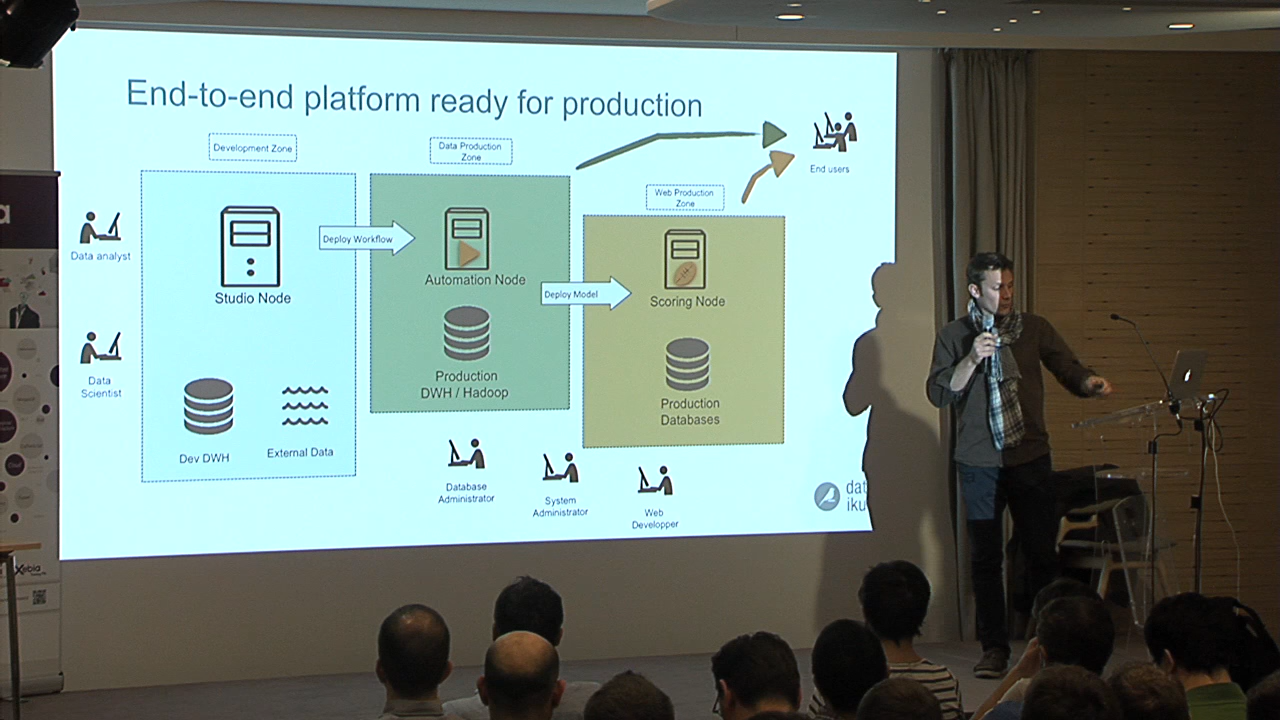 End-to-end platform ready for production
Development Zone
Data Production
Zone
Web Production
Zone
End users
Data analyst
Deploy Workflow
Studio Node
Automation Node
Deploy Model
Scoring Node
Data
Scientist
Production
DWH / Hadoop
Production
Databases
Dev DWH
External Data
Database
Administrator
System
Administrator
Web
Developper
dat
iku
a
Xebia